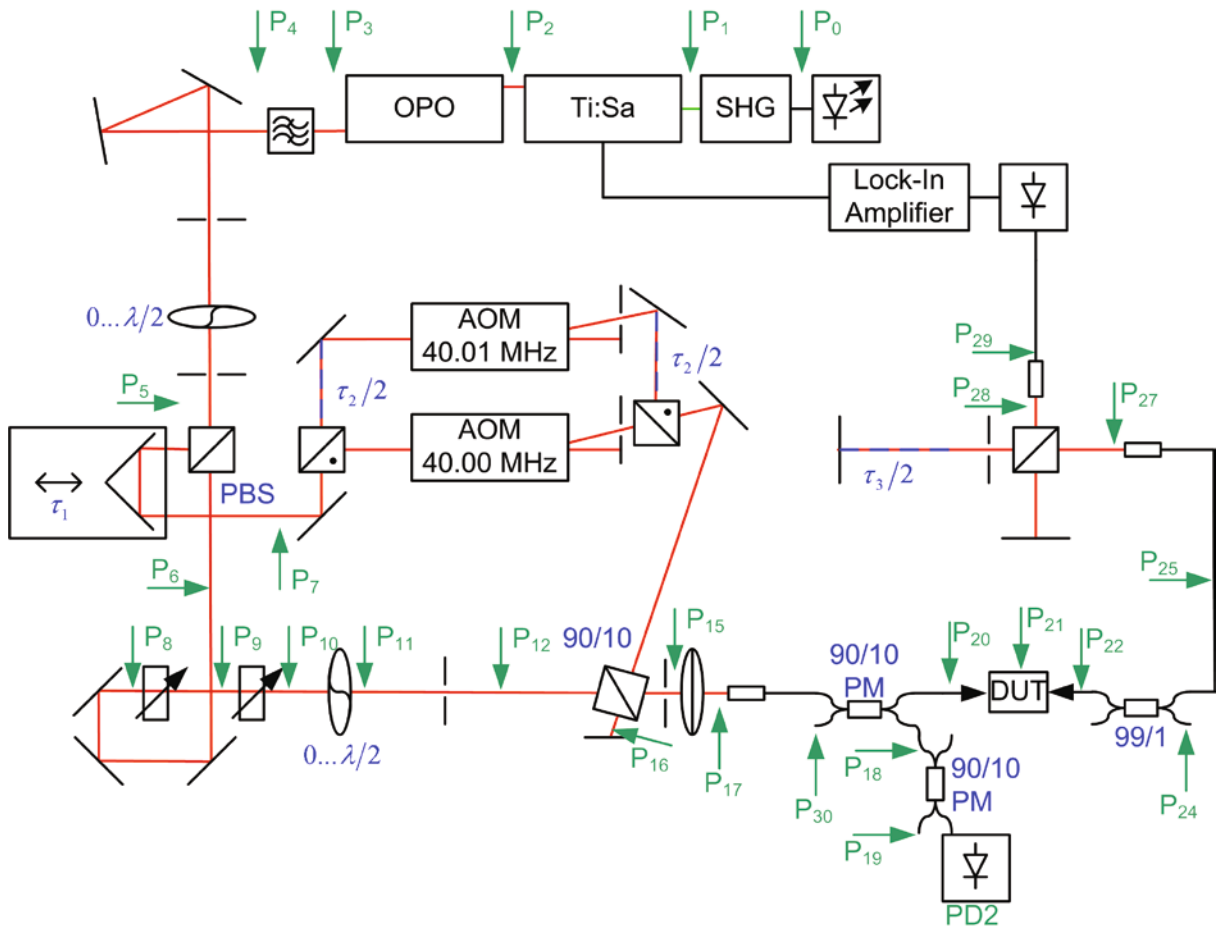 P4
P3
P2
P1
P0
OPO
Ti:Sa
SHG
Lock-In
Amplifier
0...λ/2
AOM
40.01 MHz
τ2/2
τ2/2
P5
AOM
40.00 MHz
P29
P28
P27
τ1
PBS
τ3/2
P6
P7
P25
P8
P9
P10
P11
P12
90/10
P15
90/10
PM
P20
P21
P22
DUT
99/1
0...λ/2
P16
P17
P30
P18
90/10
PM
P24
P19
PD2